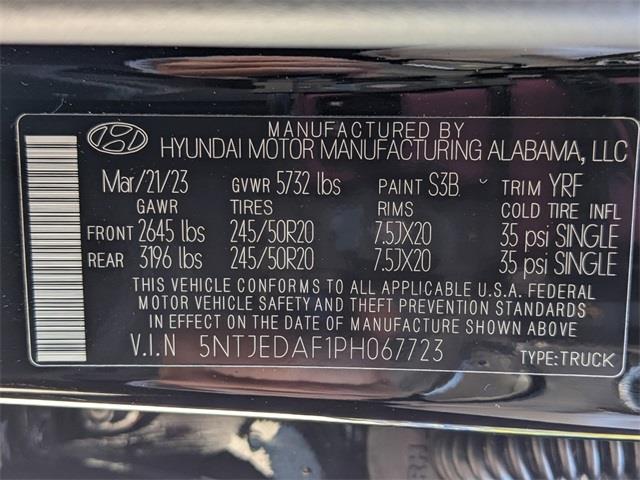 MANUFACTURED BY
HYUNDAI MOTOR MANUFACTURING ALABAMA, LLC
Mar/21/23 GVWR 5732 lbs PAINT S3B TRIM YRF
GAWR TIRES RIMS COLD TIRE INFL
FRONT 2645 lbs 245/50R20 7.5JX20 35 psi SINGLE
REAR 3196 lbs 245/50R20 7.5JX20 35 psi SINGLE
THIS VEHICLE CONFORMS TO ALL APPLICABLE U.S.A. FEDERAL
MOTOR VEHICLE SAFETY AND THEFT PREVENTION STANDARDS
IN EFFECT ON THE DATE OF MANUFACTURE SHOWN ABOVE
V.I.N 5NTJEDAF1PH067723 TYPE:TRUCK
RH